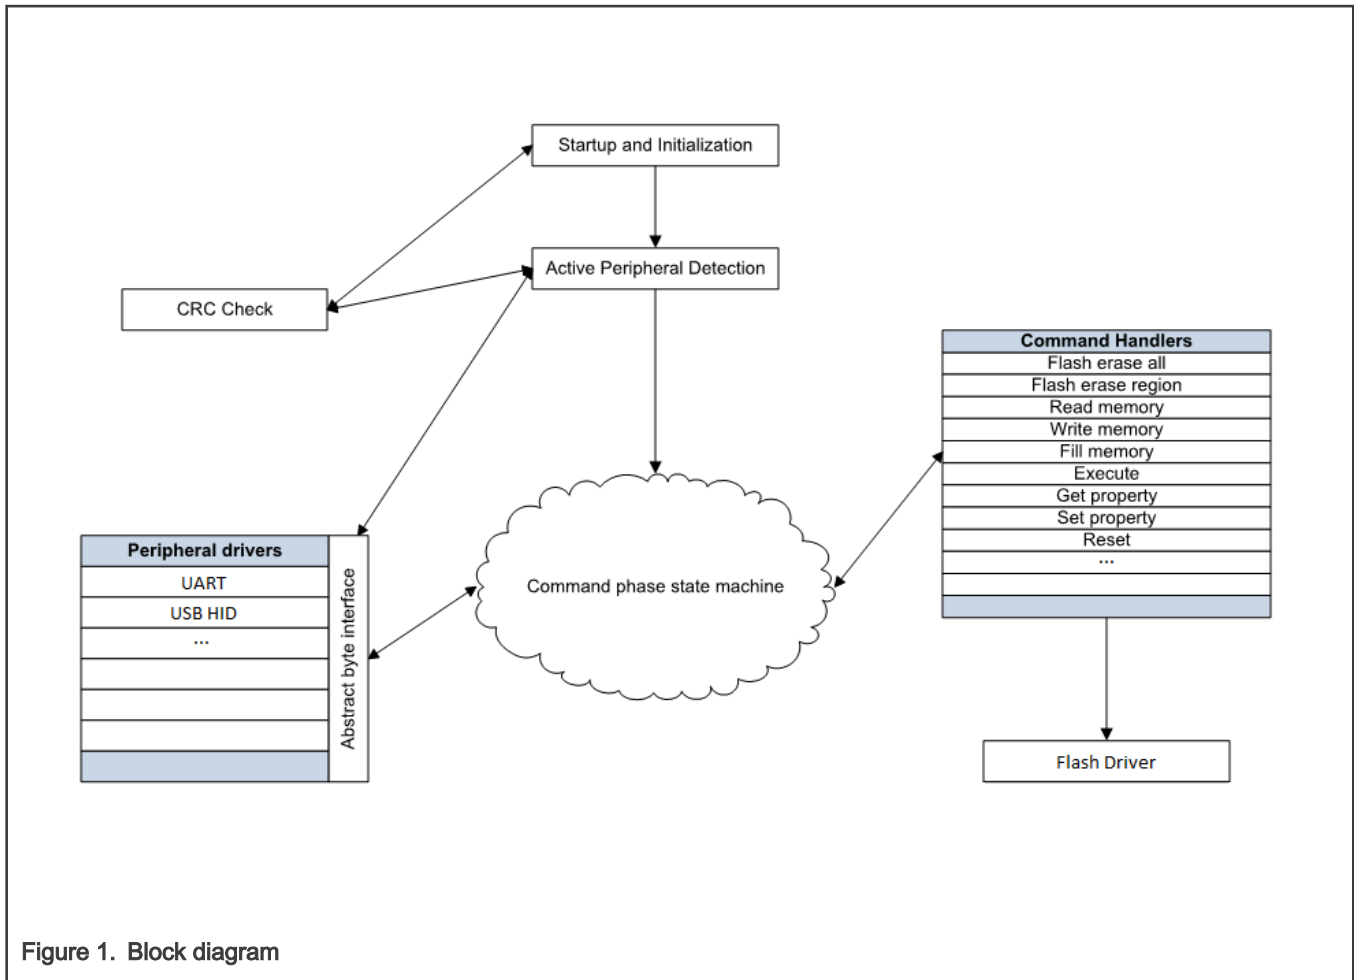 Startup and Initialization
Active Peripheral Detection
CRC Check
Command Handlers
Flash erase all
Flash erase region
Read memory
Write memory
Fill memory
Execute
Get property
Set property
Reset
...
Peripheral drivers
UART
USB HID
...
Abstract byte interface
Command phase state machine
Flash Driver
Figure 1. Block diagram